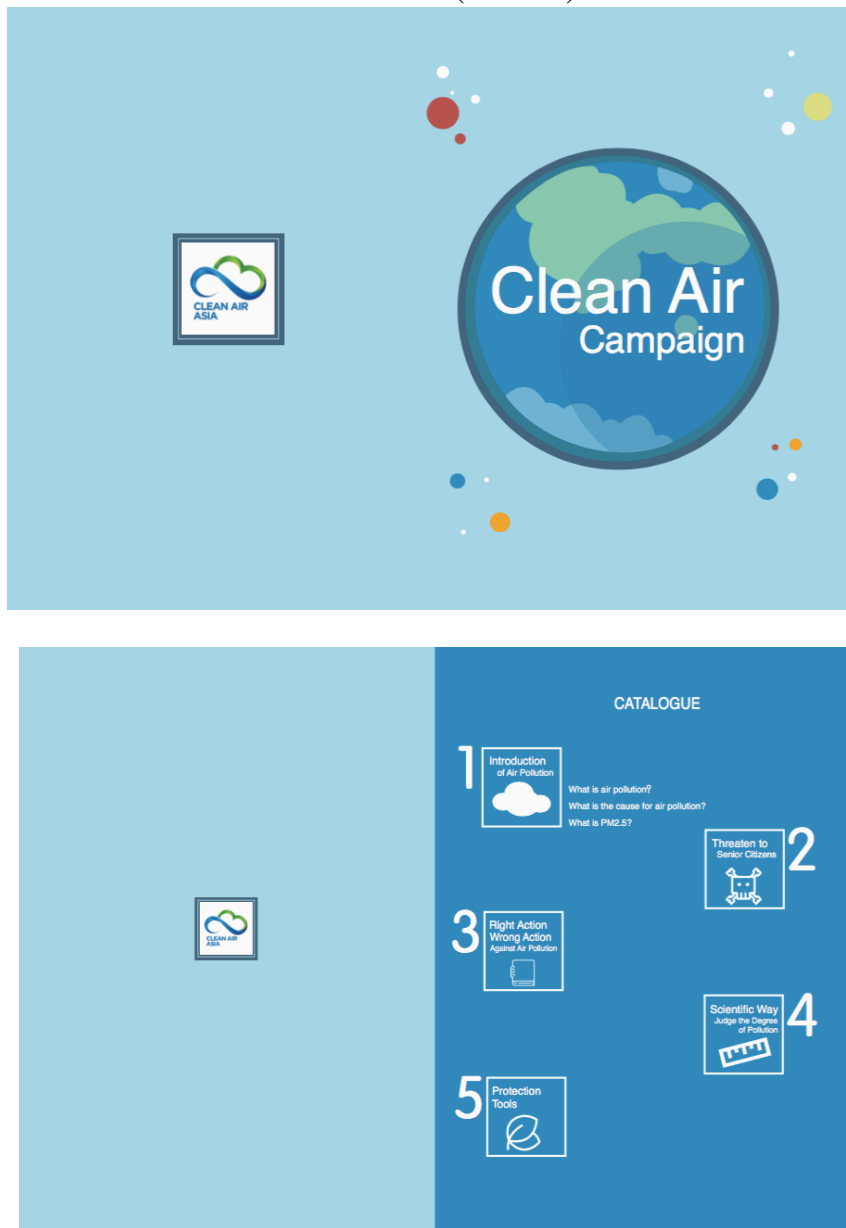 CLEAN AIR
ASIA
Clean Air
Campaign
CATALOGUE
1
Introduction
of Air Pollution
What is air pollution?
What is the cause for air pollution?
What is PM2.5?
2
Threaten to
Senior Citizens
CLEAN AIR
ASIA
3
Right Action
Wrong Action
Against Air Pollution
4
Scientific Way
Judge the Degree
of Pollution
5
Protection
Tools